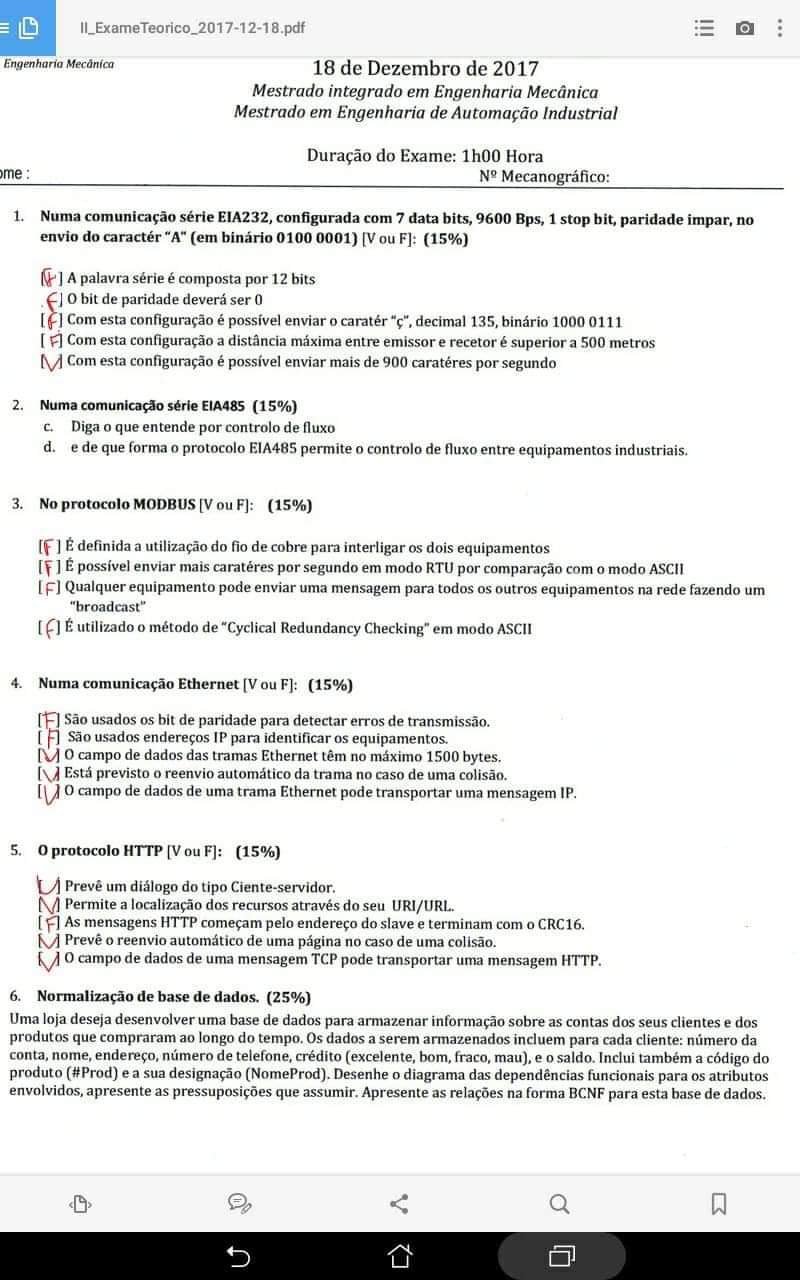 II_ExameTeorico_2017-12-18.pdf
Engenharia Mecânica
18 de Dezembro de 2017
Mestrado integrado em Engenharia Mecânica
Mestrado em Engenharia de Automação Industrial
Duração do Exame: 1h00 Hora
ome :
Nº Mecanográfico:
1. Numa comunicação série EIA232, configurada com 7 data bits, 9600 Bps, 1 stop bit, paridade impar, no
envio do caractér "A" (em binário 0100 0001) [V ou F]: (15%)
[ ] A palavra série é composta por 12 bits
[F] O bit de paridade deverá ser 0
[F] Com esta configuração é possível enviar o caratér "ç", decimal 135, binário 1000 0111
[F] Com esta configuração a distância máxima entre emissor e recetor é superior a 500 metros
[V] Com esta configuração é possível enviar mais de 900 caratéres por segundo
2. Numa comunicação série EIA485 (15%)
c. Diga o que entende por controlo de fluxo
d. e de que forma o protocolo EIA485 permite o controlo de fluxo entre equipamentos industriais.
3. No protocolo MODBUS [V ou F]: (15%)
[F] É definida a utilização do fio de cobre para interligar os dois equipamentos
[F] É possível enviar mais caratéres por segundo em modo RTU por comparação com o modo ASCII
[F] Qualquer equipamento pode enviar uma mensagem para todos os outros equipamentos na rede fazendo um
"broadcast"
[F] É utilizado o método de "Cyclical Redundancy Checking" em modo ASCII
4. Numa comunicação Ethernet [V ou F]: (15%)
[F] São usados os bit de paridade para detectar erros de transmissão.
[F] São usados endereços IP para identificar os equipamentos.
[V] O campo de dados das tramas Ethernet têm no máximo 1500 bytes.
[V] Está previsto o reenvio automático da trama no caso de uma colisão.
[V] O campo de dados de uma trama Ethernet pode transportar uma mensagem IP.
5. O protocolo HTTP [V ou F]: (15%)
[V] Prevê um diálogo do tipo Ciente-servidor.
[V] Permite a localização dos recursos através do seu URI/URL.
[F] As mensagens HTTP começam pelo endereço do slave e terminam com o CRC16.
[V] Prevê o reenvio automático de uma página no caso de uma colisão.
[V] O campo de dados de uma mensagem TCP pode transportar uma mensagem HTTP.
6. Normalização de base de dados. (25%)
Uma loja deseja desenvolver uma base de dados para armazenar informação sobre as contas dos seus clientes e dos
produtos que compraram ao longo do tempo. Os dados a serem armazenados incluem para cada cliente: número da
conta, nome, endereço, número de telefone, crédito (excelente, bom, fraco, mau), e o saldo. Inclui também a código do
produto (#Prod) e a sua designação (NomeProd). Desenhe o diagrama das dependências funcionais para os atributos
envolvidos, apresente as pressuposições que assumir. Apresente as relações na forma BCNF para esta base de dados.